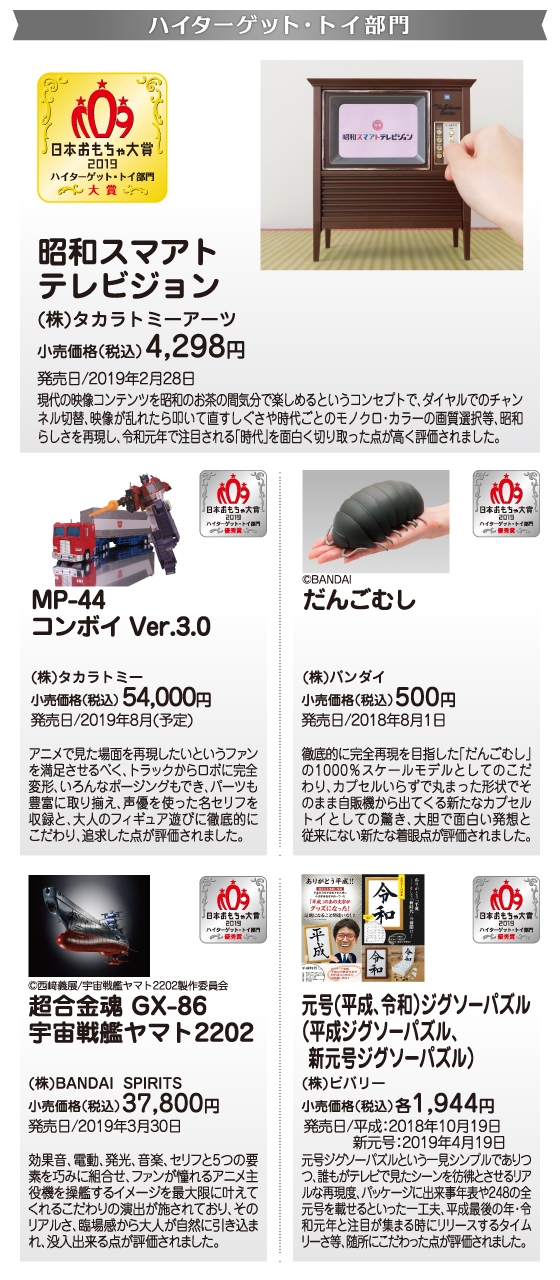 ハイターゲット・トイ部門
日本おもちゃ大賞
2019
ハイターゲット・トイ部門
大賞
昭和スマアトテレビジョン
昭和スマアト
テレビジョン
(株)タカラトミーアーツ
小売価格(税込)4,298円
発売日/2019年2月28日
現代の映像コンテンツを昭和のお茶の間気分で楽しめるというコンセプトで、ダイヤルでのチャン
ネル切替、映像が乱れたら叩いて直すしぐさや時代ごとのモノクロ・カラーの画質選択等、昭和
らしさを再現し、令和元年で注目される「時代」を面白く切り取った点が高く評価されました。
日本おもちゃ大賞
2019
ハイターゲット・トイ部門
優秀賞
MP-44
コンボイ Ver.3.0
(株)タカラトミー
小売価格(税込)54,000円
発売日/2019年8月(予定)
アニメで見た場面を再現したいというファン
を満足させるべく、トラックからロボに完全
変形、いろんなポージングもでき、パーツも
豊富に取り揃え、声優を使った名セリフを
収録と、大人のフィギュア遊びに徹底的に
こだわり、追求した点が評価されました。
日本おもちゃ大賞
2019
ハイターゲット・トイ部門
優秀賞
©BANDAI
だんごむし
(株)バンダイ
小売価格(税込)500円
発売日/2018年8月1日
徹底的に完全再現を目指した「だんごむし」
の1000%スケールモデルとしてのこだ
わり、カプセルいらずで丸まった形状でそ
のまま自販機から出てくる新たなカプセル
トイとしての驚き、大胆で面白い発想と
従来にない新たな着眼点が評価されました。
日本おもちゃ大賞
2019
ハイターゲット・トイ部門
優秀賞
©西﨑義展/宇宙戦艦ヤマト2202製作委員会
超合金魂 GX-86
宇宙戦艦ヤマト2202
(株)BANDAI SPIRITS
小売価格(税込)37,800円
発売日/2019年3月30日
効果音、電動、発光、音楽、セリフと5つの要
素を巧みに組合せ、ファンが憧れるアニメ主
役機を操艦するイメージを最大限に叶えて
くれるこだわりの演出が施されており、その
リアルさ、臨場感から大人が自然に引き込ま
れ、没入出来る点が評価されました。
ありがとう平成!!
「平成」のあの文字が
グッズになった!
平成
令和
令和
令和
日本おもちゃ大賞
2019
ハイターゲット・トイ部門
優秀賞
元号(平成、令和)ジグソーパズル
(平成ジグソーパズル、
新元号ジグソーパズル)
(株)ビバリー
小売価格(税込)各1,944円
発売日/平成:2018年10月19日
新元号:2019年4月19日
元号ジグソーパズルという一見シンプルでありつ
つ、誰もがテレビで見たシーンを彷彿とさせるリア
ルな再現度、パッケージに出来事年表や248の全
元号を載せるといった一工夫、平成最後の年・令
和元年と注目が集まる時にリリースするタイム
リーさ等、随所にこだわった点が評価されました。